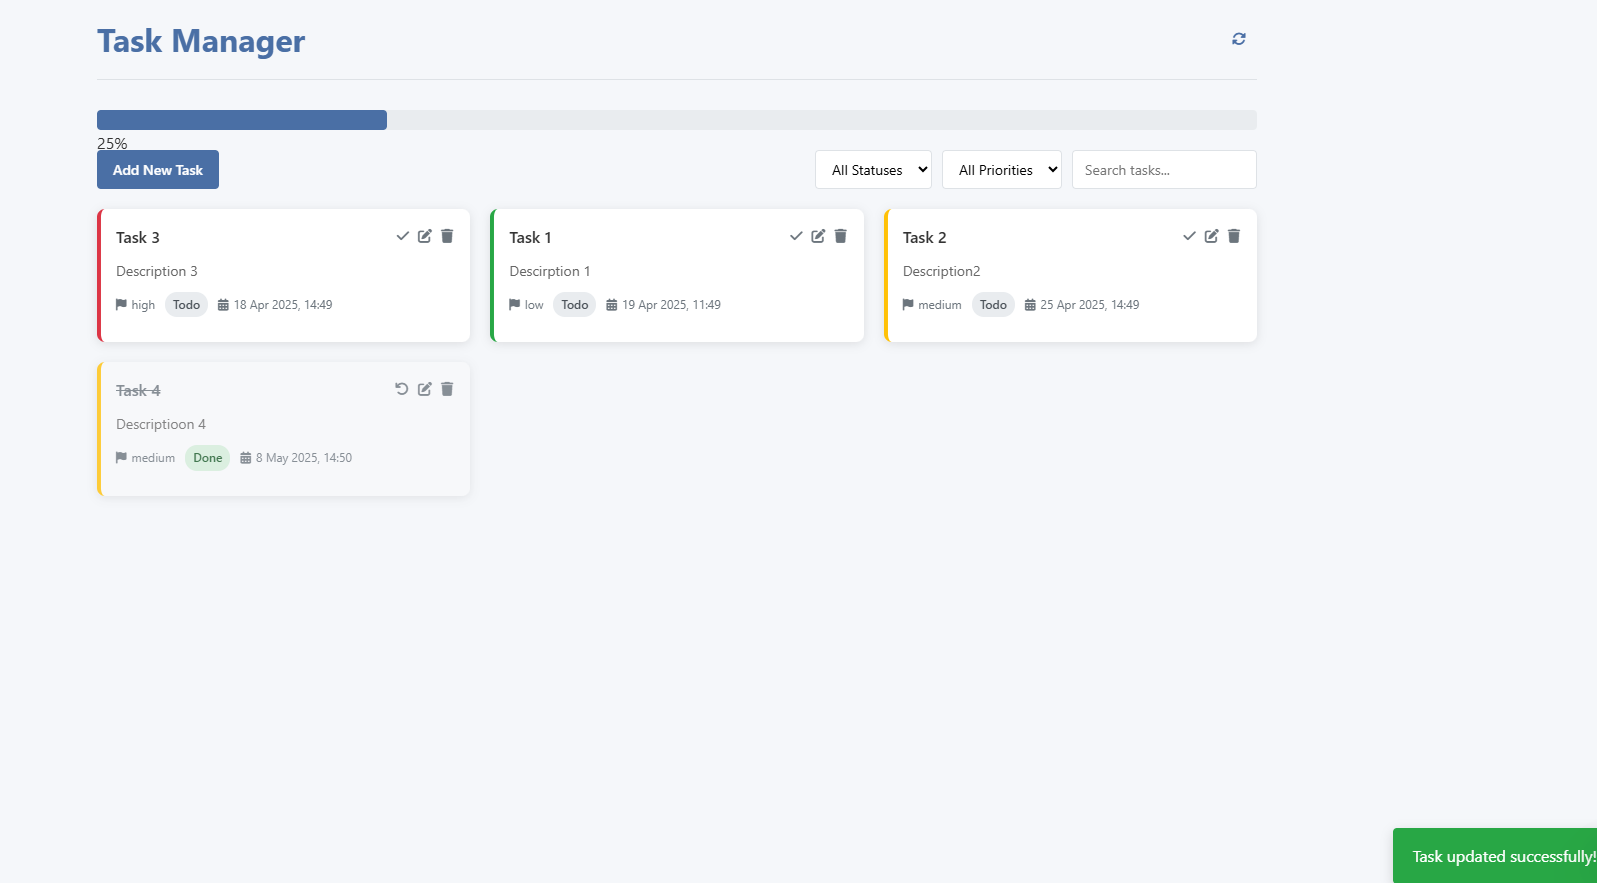 Task Manager
25%
Add New Task
All Statuses
All Priorities
Search tasks...
Task 3
Description 3
high
Todo
18 Apr 2025, 14:49
Task 1
Descirption 1
low
Todo
19 Apr 2025, 11:49
Task 2
Description2
medium
Todo
25 Apr 2025, 14:49
Task 4
Descriptioon 4
medium
Done
8 May 2025, 14:50
Task updated successfully!